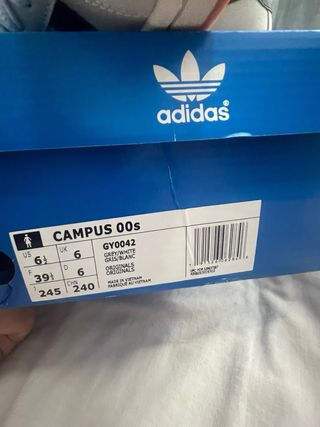 adidas®
CAMPUS 00s
US 6½ UK 6
F 39⅓ D 6
J 245 CHN 240
GY0042
GREY/WHITE
GRIS/BLANC
ORIGINALS
ORIGINALS
MADE IN VIETNAM
FABRIQUÉ AU VIETNAM